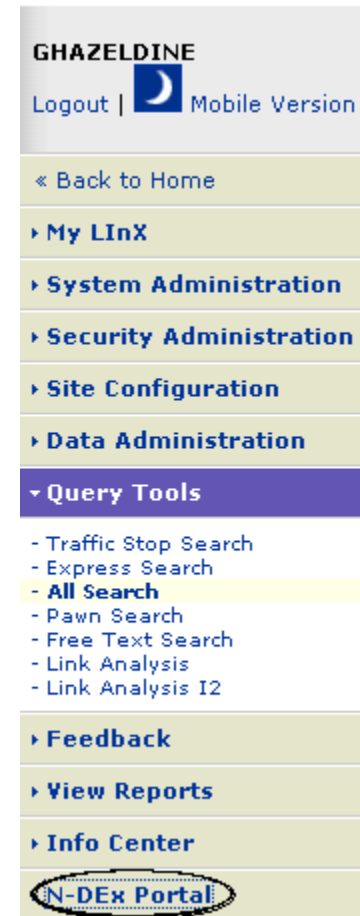 GHAZELDINE
Logout | Mobile Version
« Back to Home
My LInX
System Administration
Security Administration
Site Configuration
Data Administration
Query Tools
- Traffic Stop Search
- Express Search
- All Search
- Pawn Search
- Free Text Search
- Link Analysis
- Link Analysis I2
Feedback
View Reports
Info Center
N-DEx Portal